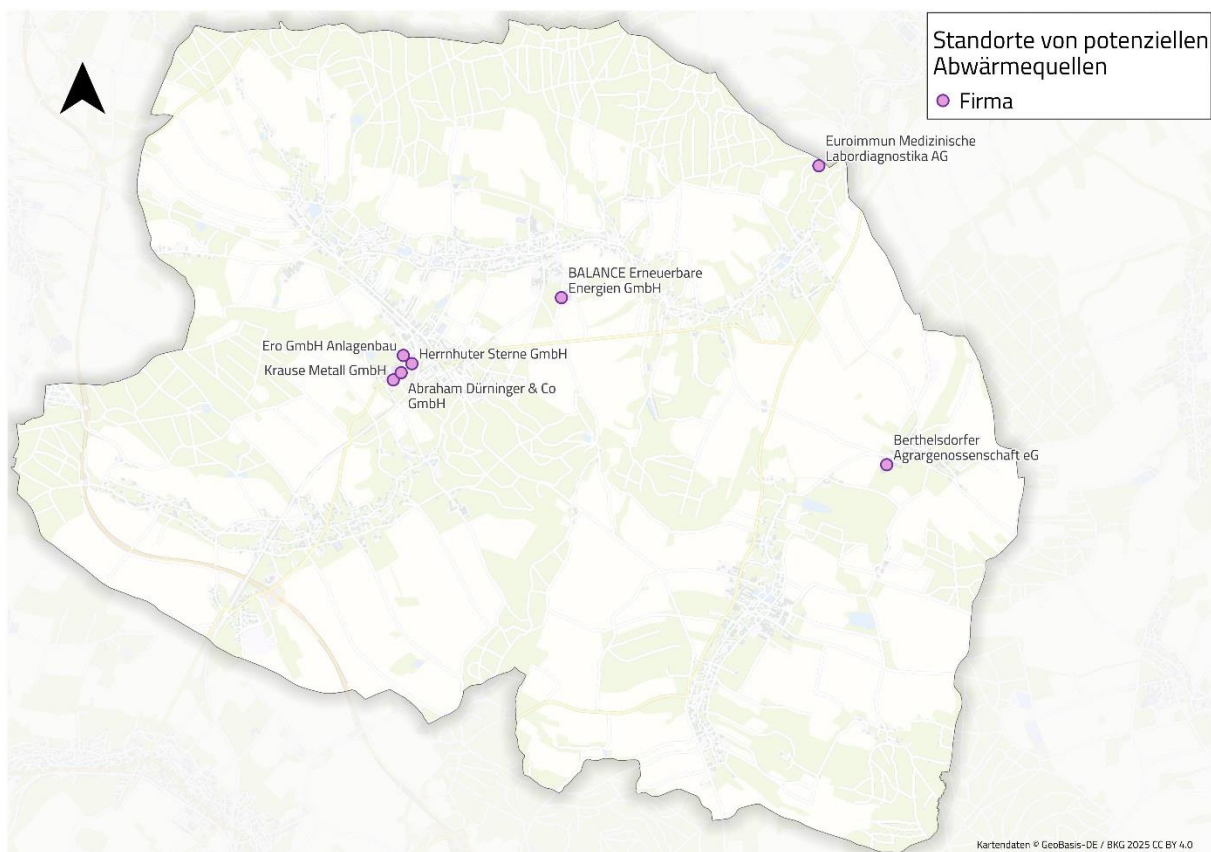 Standorte von potenziellen
Abwärmequellen
Firma
Euroimmun Medizinische
Labordiagnostika AG
BALANCE Erneuerbare
Energien GmbH
Ero GmbH Anlagenbau
Herrnhuter Sterne GmbH
Krause Metall GmbH
Abraham Dürninger & Co
GmbH
Berthelsdorfer
Agrargenossenschaft eG
Kartendaten © GeoBasis-DE / BKG 2025 CC BY 4.0